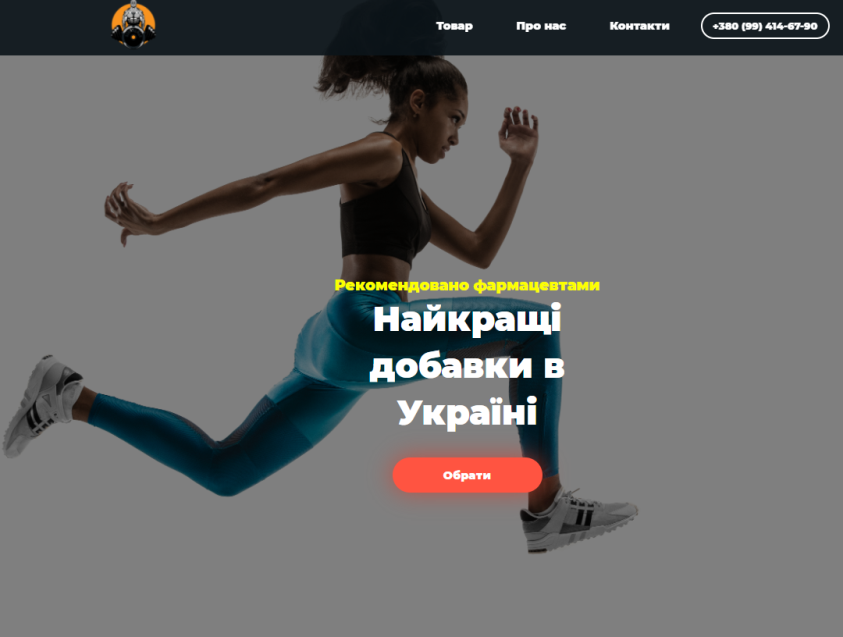 Товар
Про нас
Контакти
+380 (99) 414-67-90
Рекомендовано фармацевтами
Найкращі
добавки в
Україні
Обрати